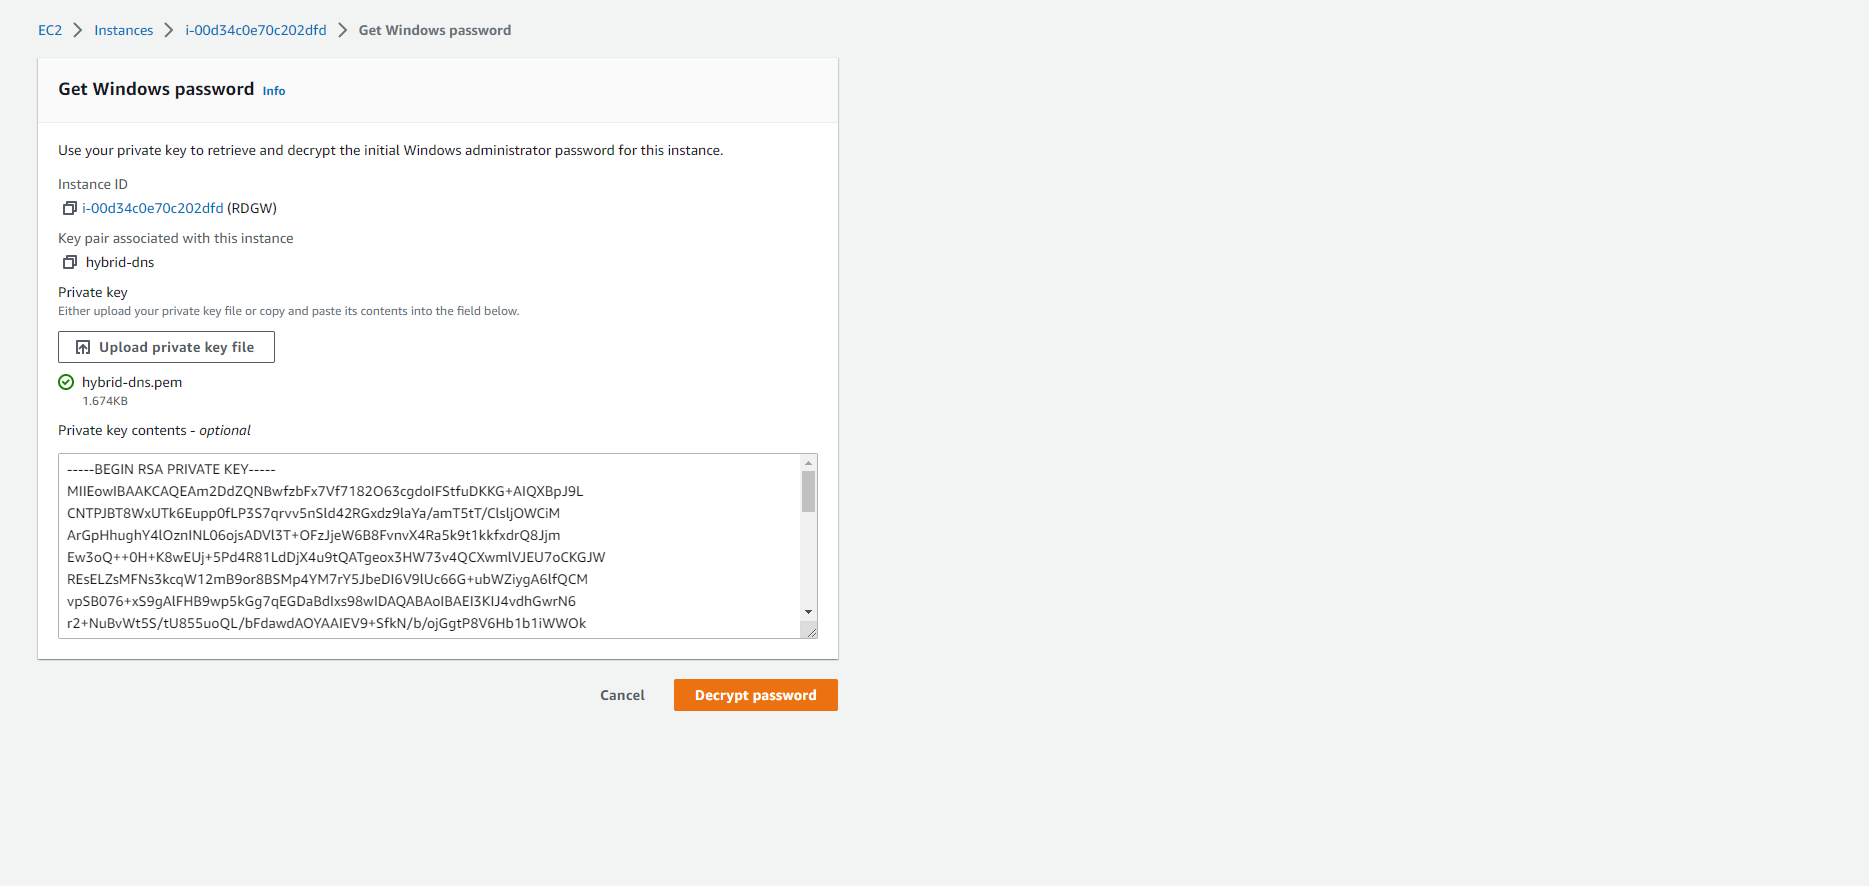 EC2 > Instances > i-00d34c0e70c202dfd > Get Windows password
Get Windows password Info
Use your private key to retrieve and decrypt the initial Windows administrator password for this instance.
Instance ID
i-00d34c0e70c202dfd (RDGW)
Key pair associated with this instance
hybrid-dns
Private key
Either upload your private key file or copy and paste its contents into the field below.
Upload private key file
hybrid-dns.pem
1.674KB
Private key contents - optional
-----BEGIN RSA PRIVATE KEY-----
MIIEowIBAAKCAQEAm2DdZQNBwfzbFx7Vf7182O63cgdoIFStfuDKKG+AIQXBpJ9L
CNTPJBT8WxUTk6Eupp0fLP3S7qrvv5nSld42RGxdz9laYa/amT5tT/ClsljOWCiM
ArGpHhughY4lOznINL06ojsADVl3T+OFzJjeW6B8FvnvX4Ra5k9t1kkfxdrQ8Jjm
Ew3oQ++0H+K8wEUj+5Pd4R81LdDjX4u9tQATgeox3HW73v4QCXwmlVJEU7oCKGJW
REsELZsMFNs3kcqW12mB9or8BSMp4YM7rY5JbeDI6V9lUc66G+ubWZiygA6lfQCM
vpSB076+xS9gAlFHB9wp5kGg7qEGDaBdIxs98wIDAQABAoIBAEI3KIJ4vdhGwrN6
r2+NuBvWt5S/tU855uoQL/bFdawdAOYAAIEV9+SfkN/b/ojGgtP8V6Hb1b1iWWOk
Cancel
Decrypt password